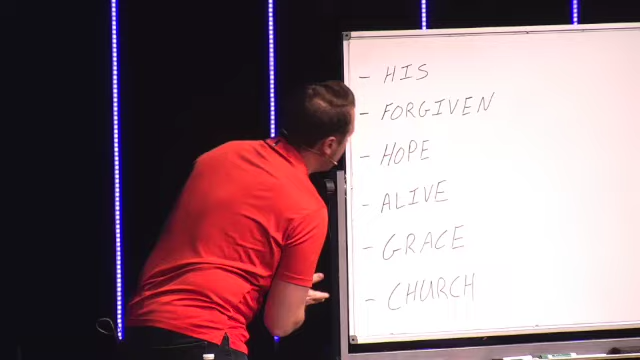 - HIS
- FORGIVEN
- HOPE
- ALIVE
- GRACE
- CHURCH